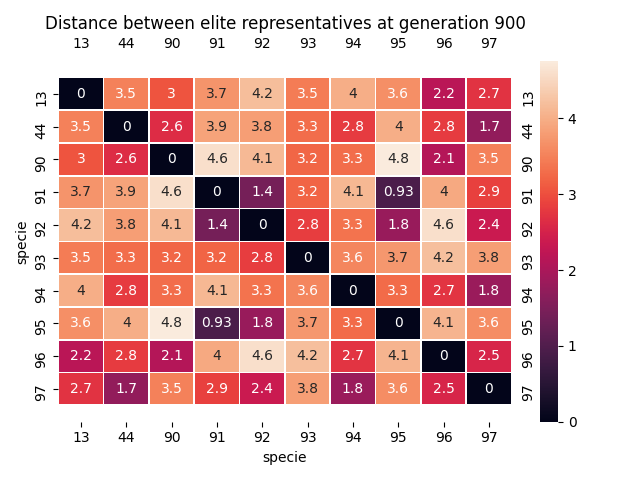 Distance between elite representatives at generation 900
13 44 90 91 92 93 94 95 96 97
13 0 3.5 3 3.7 4.2 3.5 4 3.6 2.2 2.7 13
44 3.5 0 2.6 3.9 3.8 3.3 2.8 4 2.8 1.7 44
90 3 2.6 0 4.6 4.1 3.2 3.3 4.8 2.1 3.5 90
91 3.7 3.9 4.6 0 1.4 3.2 4.1 0.93 4 2.9 91
92 4.2 3.8 4.1 1.4 0 2.8 3.3 1.8 4.6 2.4 92
93 3.5 3.3 3.2 3.2 2.8 0 3.6 3.7 4.2 3.8 93
94 4 2.8 3.3 4.1 3.3 3.6 0 3.3 2.7 1.8 94
95 3.6 4 4.8 0.93 1.8 3.7 3.3 0 4.1 3.6 95
96 2.2 2.8 2.1 4 4.6 4.2 2.7 4.1 0 2.5 96
97 2.7 1.7 3.5 2.9 2.4 3.8 1.8 3.6 2.5 0 97
13 44 90 91 92 93 94 95 96 97
specie
specie
4
3
2
1
0